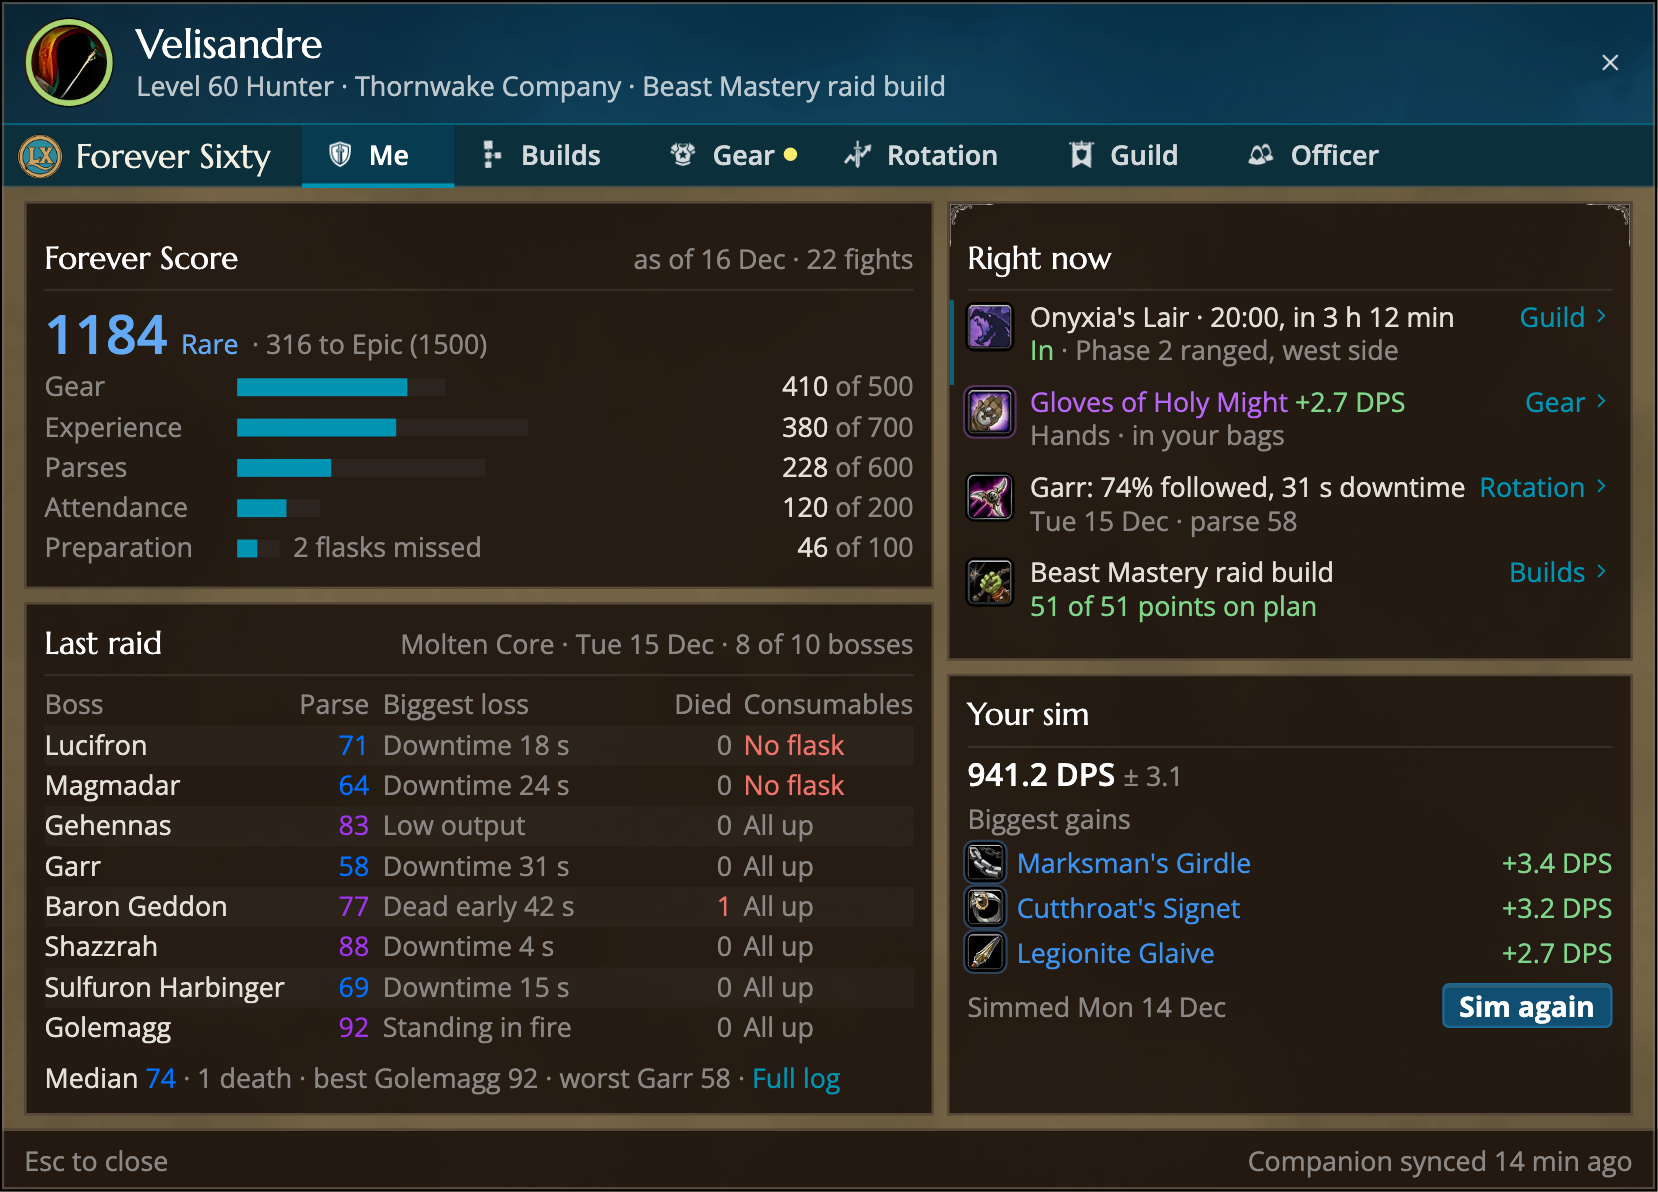 Velisandre
Level 60 Hunter · Thornwake Company · Beast Mastery raid build
×
LX Forever Sixty
Me
Builds
Gear
Rotation
Guild
Officer
Forever Score
as of 16 Dec · 22 fights
1184 Rare · 316 to Epic (1500)
Gear 410 of 500
Experience 380 of 700
Parses 228 of 600
Attendance 120 of 200
Preparation 2 flasks missed 46 of 100
Last raid
Molten Core · Tue 15 Dec · 8 of 10 bosses
Boss Parse Biggest loss Died Consumables
Lucifron 71 Downtime 18 s 0 No flask
Magmadar 64 Downtime 24 s 0 No flask
Gehennas 83 Low output 0 All up
Garr 58 Downtime 31 s 0 All up
Baron Geddon 77 Dead early 42 s 1 All up
Shazzrah 88 Downtime 4 s 0 All up
Sulfuron Harbinger 69 Downtime 15 s 0 All up
Golemagg 92 Standing in fire 0 All up
Median 74 · 1 death · best Golemagg 92 · worst Garr 58 · Full log
Right now
Onyxia's Lair · 20:00, in 3 h 12 min Guild >
In · Phase 2 ranged, west side
Gloves of Holy Might +2.7 DPS Gear >
Hands · in your bags
Garr: 74% followed, 31 s downtime Rotation >
Tue 15 Dec · parse 58
Beast Mastery raid build Builds >
51 of 51 points on plan
Your sim
941.2 DPS ± 3.1
Biggest gains
Marksman's Girdle +3.4 DPS
Cutthroat's Signet +3.2 DPS
Legionite Glaive +2.7 DPS
Simmed Mon 14 Dec
Sim again
Esc to close
Companion synced 14 min ago